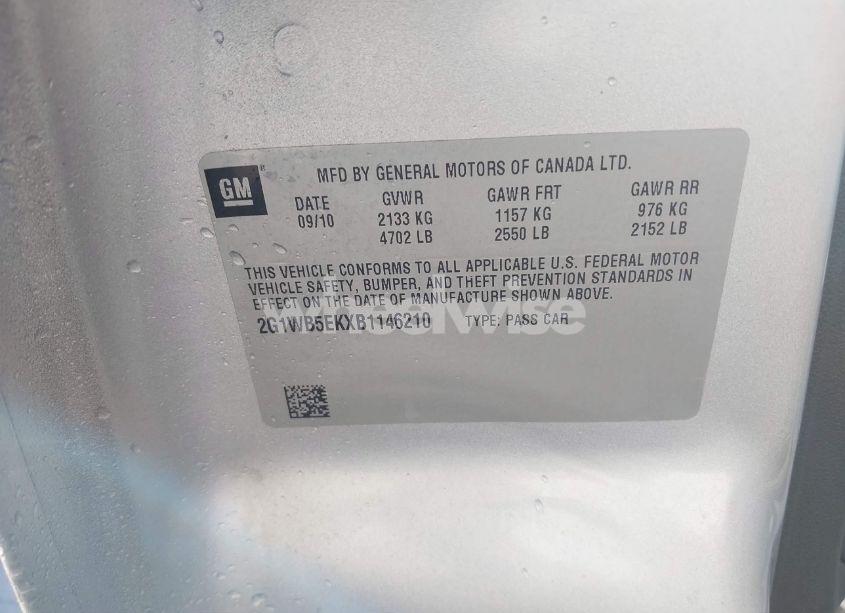 GM
MFD BY GENERAL MOTORS OF CANADA LTD.
DATE GVWR GAWR FRT GAWR RR
09/10 2133 KG 1157 KG 976 KG
4702 LB 2550 LB 2152 LB
THIS VEHICLE CONFORMS TO ALL APPLICABLE U.S. FEDERAL MOTOR
VEHICLE SAFETY, BUMPER, AND THEFT PREVENTION STANDARDS IN
EFFECT ON THE DATE OF MANUFACTURE SHOWN ABOVE.
2G1WB5EKXB1146210 TYPE: PASS CAR
wheelwise